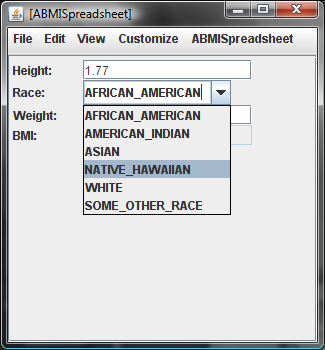 [ABMISpreadsheet]
File Edit View Customize ABMISpreadsheet
Height: 1.77
Race: AFRICAN_AMERICAN
Weight: AFRICAN_AMERICAN
BMI: AMERICAN_INDIAN
ASIAN
NATIVE_HAWAIIAN
WHITE
SOME_OTHER_RACE